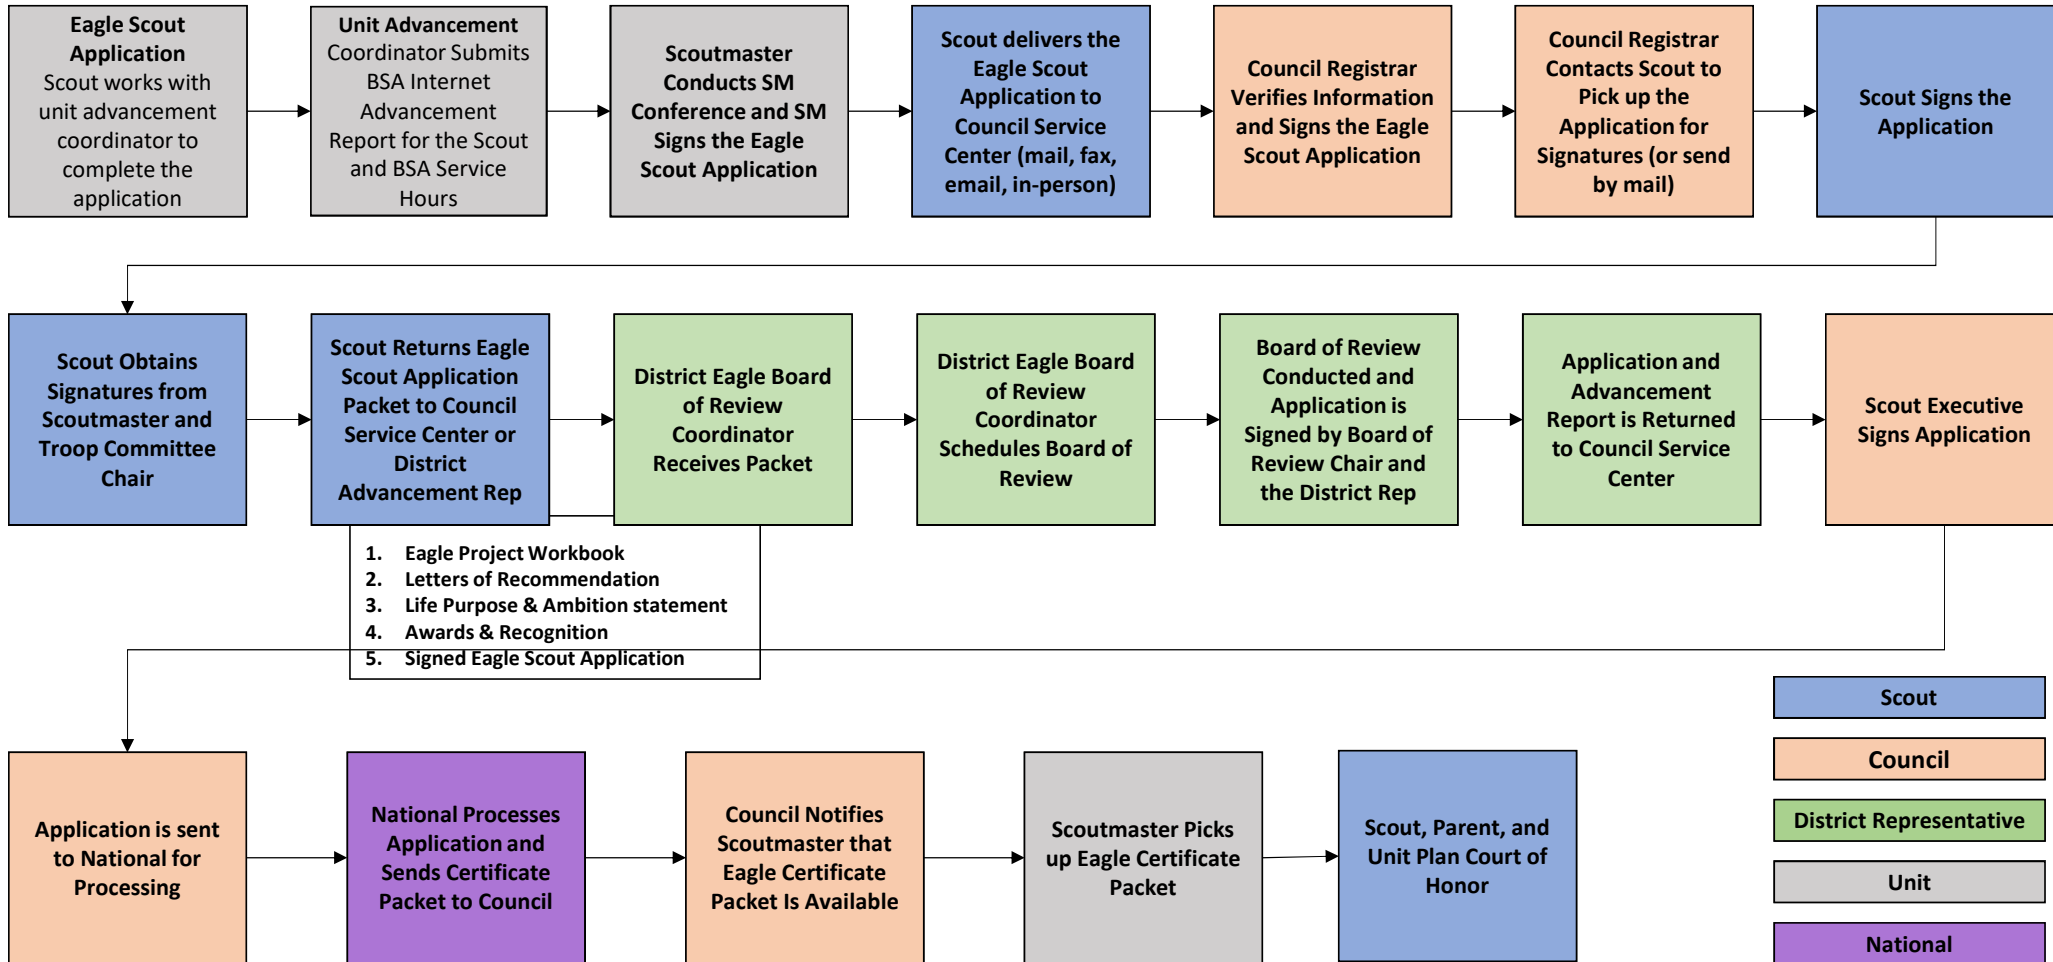 Eagle Scout
Application
Scout works with
unit advancement
coordinator to
complete the
application
Unit Advancement
Coordinator Submits
BSA Internet
Advancement
Report for the Scout
and BSA Service
Hours
Scoutmaster
Conducts SM
Conference and SM
Signs the Eagle
Scout Application
Scout delivers the
Eagle Scout
Application to
Council Service
Center (mail, fax,
email, in-person)
Council Registrar
Verifies Information
and Signs the Eagle
Scout Application
Council Registrar
Contacts Scout to
Pick up the
Application for
Signatures (or send
by mail)
Scout Signs the
Application
Scout Obtains
Signatures from
Scoutmaster and
Troop Committee
Chair
Scout Returns Eagle
Scout Application
Packet to Council
Service Center or
District
Advancement Rep
District Eagle Board
of Review
Coordinator
Receives Packet
District Eagle Board
of Review
Coordinator
Schedules Board of
Review
Board of Review
Conducted and
Application is
Signed by Board of
Review Chair and
the District Rep
Application and
Advancement
Report is Returned
to Council Service
Center
Scout Executive
Signs Application
1. Eagle Project Workbook
2. Letters of Recommendation
3. Life Purpose & Ambition statement
4. Awards & Recognition
5. Signed Eagle Scout Application
Application is sent
to National for
Processing
National Processes
Application and
Sends Certificate
Packet to Council
Council Notifies
Scoutmaster that
Eagle Certificate
Packet Is Available
Scoutmaster Picks
up Eagle Certificate
Packet
Scout, Parent, and
Unit Plan Court of
Honor
Scout
Council
District Representative
Unit
National